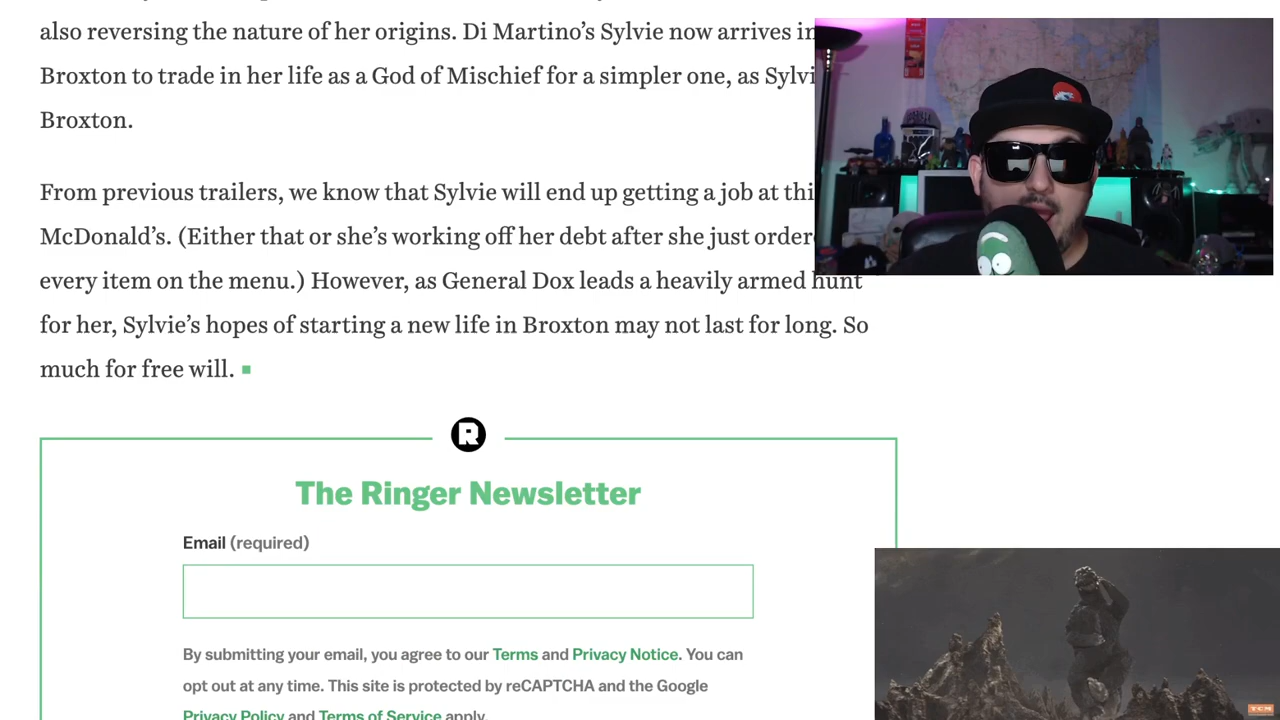 also reversing the nature of her origins. Di Martino’s Sylvie now arrives in
Broxton to trade in her life as a God of Mischief for a simpler one, as
Broxton.
From previous trailers, we know that Sylvie will end up getting a job at
McDonald’s. (Either that or she’s working off her debt after she just
every item on the menu.) However, as General Dox leads a heavily armed hunt
for her, Sylvie’s hopes of starting a new life in Broxton may not last for long. So
much for free will.
R
The Ringer Newsletter
Email (required)
By submitting your email, you agree to our Terms and Privacy Notice. You can
opt out at any time. This site is protected by reCAPTCHA and the Google
Privacy Policy and Terms of Service apply.
TCM